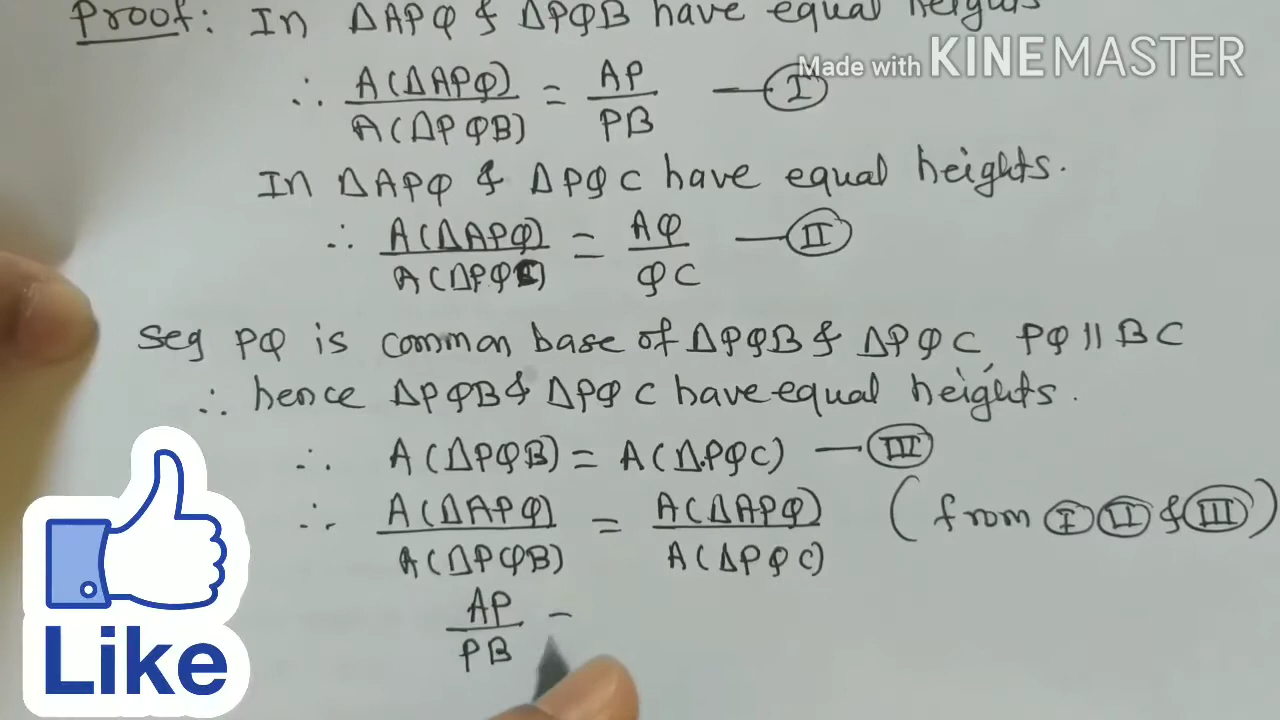 Proof: In ΔAPQ & ΔPQB have equal heights
Made with KINEMASTER
∴ A(ΔAPQ) / A(ΔPQB) = AP / PB — I
In ΔAPQ & ΔPQC have equal heights.
∴ A(ΔAPQ) / A(ΔPQC) = AQ / QC — II
Seg PQ is common base of ΔPQB & ΔPQC, PQ || BC
∴ hence ΔPQB & ΔPQC have equal heights.
∴ A(ΔPQB) = A(ΔPQC) — III
∴ A(ΔAPQ) / A(ΔPQB) = A(ΔAPQ) / A(ΔPQC) (from I II & III)
AP / PB =
Like